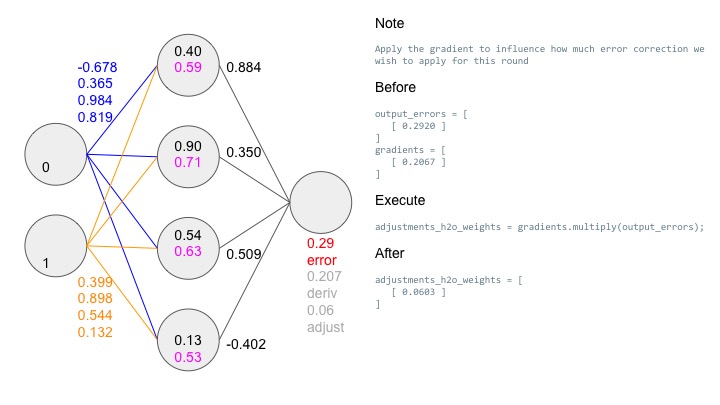 -0.678
0.365
0.984
0.819
0
1
0.399
0.898
0.544
0.132
0.40
0.59
0.90
0.71
0.54
0.63
0.13
0.53
0.884
0.350
0.509
-0.402
0.29
error
0.207
deriv
0.06
adjust
Note
Apply the gradient to influence how much error correction we
wish to apply for this round
Before
output_errors = [
[ 0.2920 ]
]
gradients = [
[ 0.2067 ]
]
Execute
adjustments_h2o_weights = gradients.multiply(output_errors);
After
adjustments_h2o_weights = [
[ 0.0603 ]
]